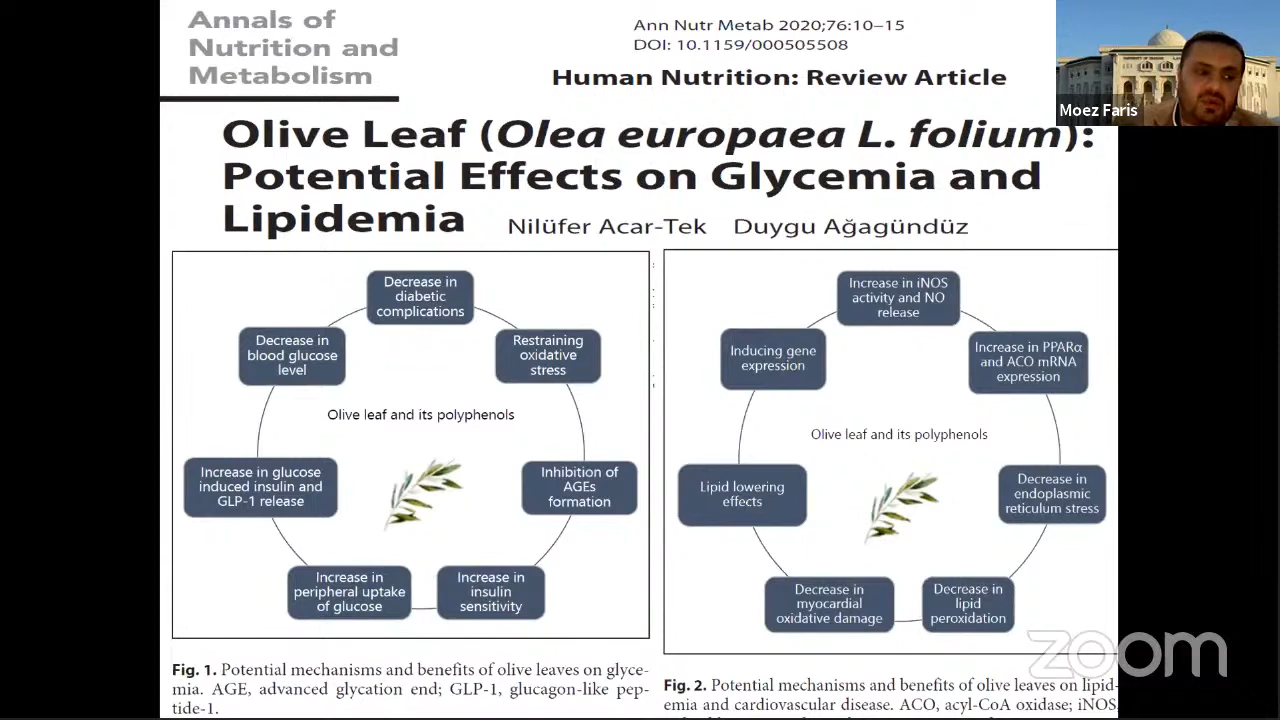 Annals of
Nutrition and
Metabolism
Ann Nutr Metab 2020;76:10–15
DOI: 10.1159/000505508
Human Nutrition: Review Article
Moez Faris
Olive Leaf (Olea europaea L. folium):
Potential Effects on Glycemia and
Lipidemia
Nilüfer Acar-Tek Duygu Ağagündüz
Decrease in
diabetic
complications
Restraining
oxidative
stress
Inhibition of
AGEs
formation
Increase in
insulin
sensitivity
Increase in
peripheral uptake
of glucose
Increase in glucose
induced insulin and
GLP-1 release
Decrease in
blood glucose
level
Olive leaf and its polyphenols
Fig. 1. Potential mechanisms and benefits of olive leaves on glyce-
mia. AGE, advanced glycation end; GLP-1, glucagon-like pep-
tide-1.
Increase in iNOS
activity and NO
release
Increase in PPARα
and ACO mRNA
expression
Decrease in
endoplasmic
reticulum stress
Decrease in
lipid
peroxidation
Decrease in
myocardial
oxidative damage
Lipid lowering
effects
Inducing gene
expression
Olive leaf and its polyphenols
Fig. 2. Potential mechanisms and benefits of olive leaves on lipid-
emia and cardiovascular disease. ACO, acyl-CoA oxidase; iNOS,
zoom